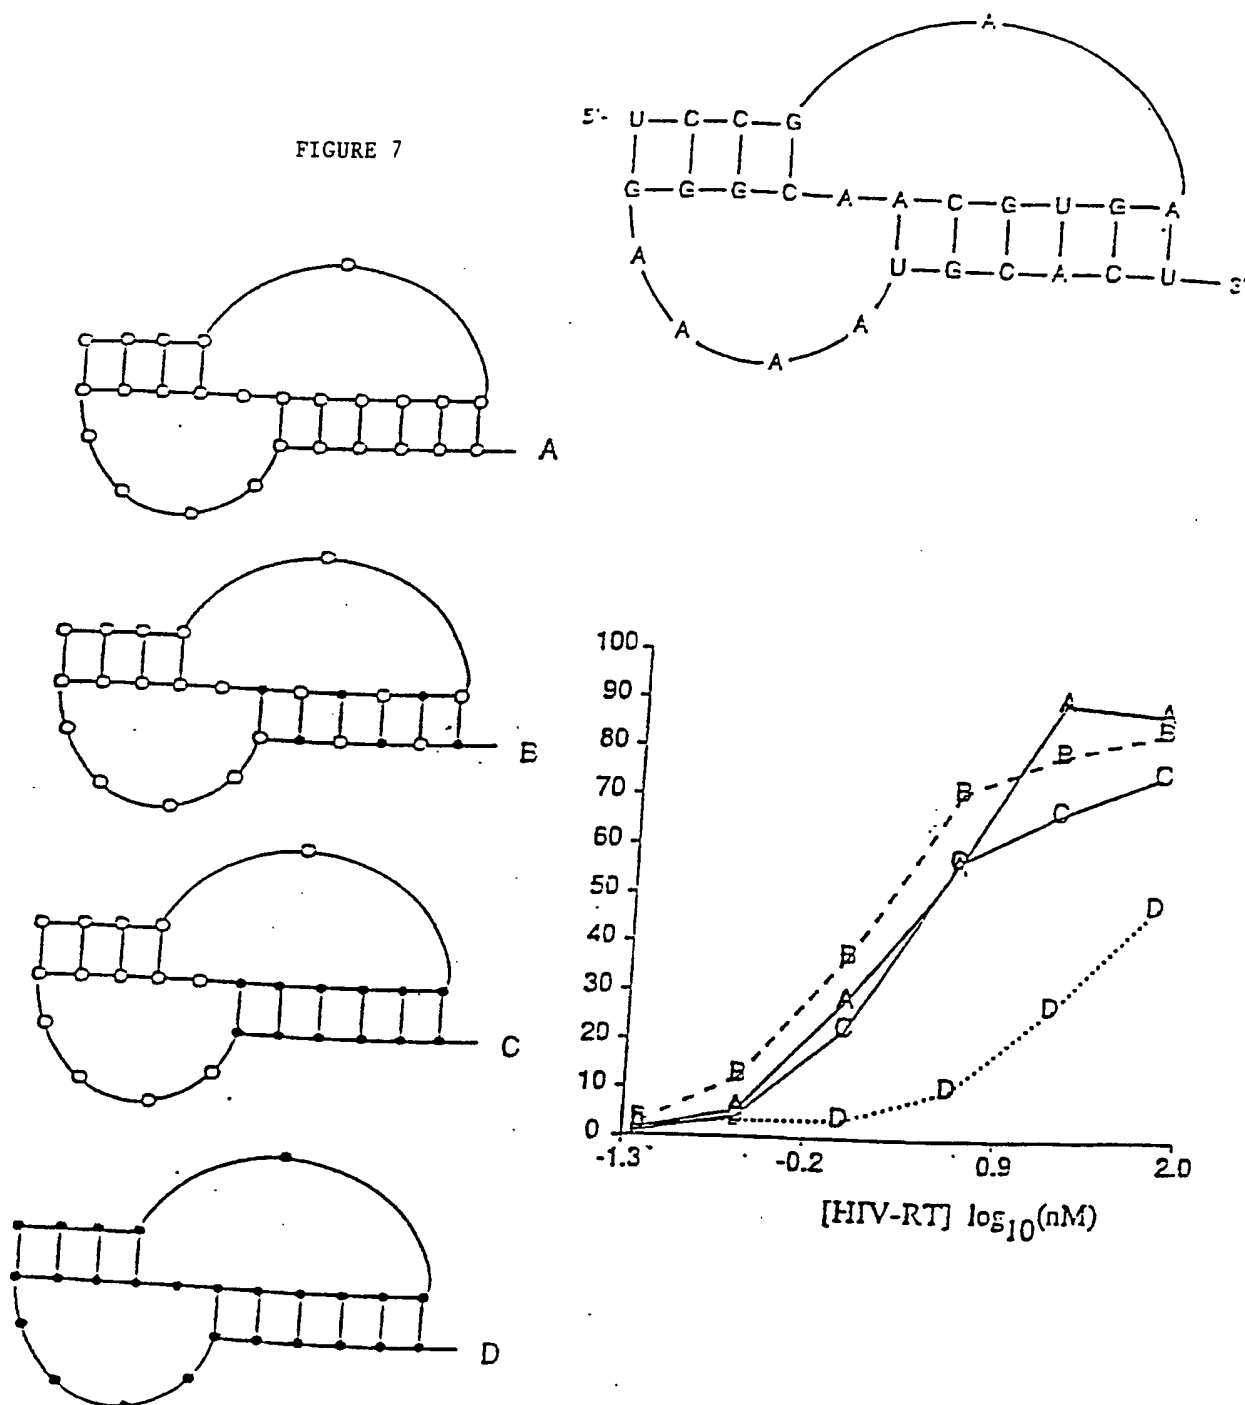 FIGURE 7
A
5'- U C C G
G G G C A A C G U G A
U G C A C U 3'
A
A A A
A
B
C
D
100
90
80
70
60
50
40
30
20
10
0
A A
B B B B B
C C C C
A A A
D D D D
-1.3 -0.2 0.9 2.0
[HIV-RT] log10(nM)